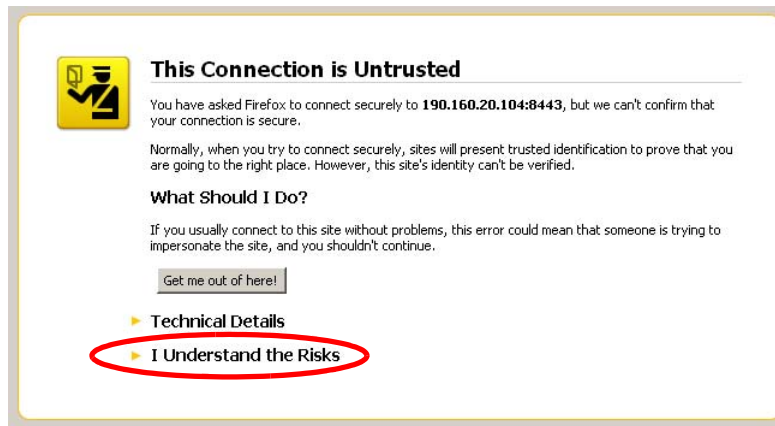 This Connection is Untrusted
You have asked Firefox to connect securely to 190.160.20.104:8443, but we can't confirm that
your connection is secure.
Normally, when you try to connect securely, sites will present trusted identification to prove that you
are going to the right place. However, this site's identity can't be verified.
What Should I Do?
If you usually connect to this site without problems, this error could mean that someone is trying to
impersonate the site, and you shouldn't continue.
Get me out of here!
Technical Details
I Understand the Risks